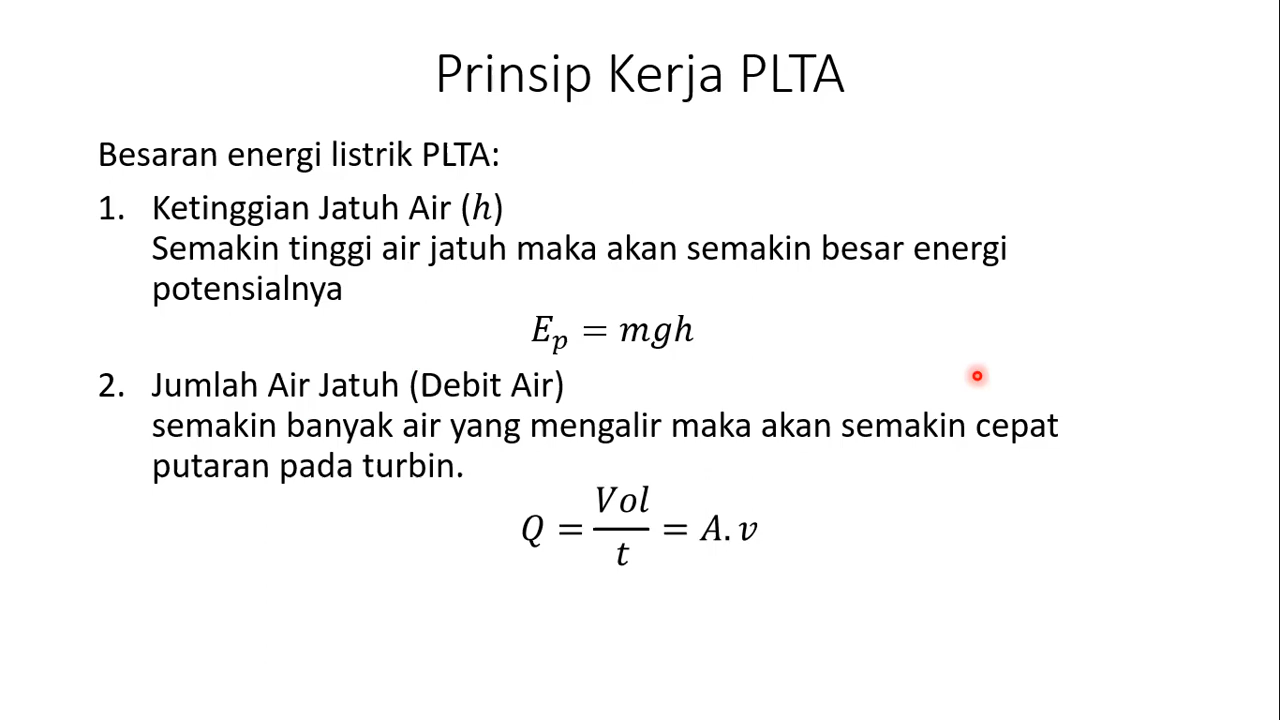 Prinsip Kerja PLTA
Besaran energi listrik PLTA:
1. Ketinggian Jatuh Air (h)
Semakin tinggi air jatuh maka akan semakin besar energi
potensialnya
E_p = mgh
2. Jumlah Air Jatuh (Debit Air)
semakin banyak air yang mengalir maka akan semakin cepat
putaran pada turbin.
Q = Vol/t = A. v